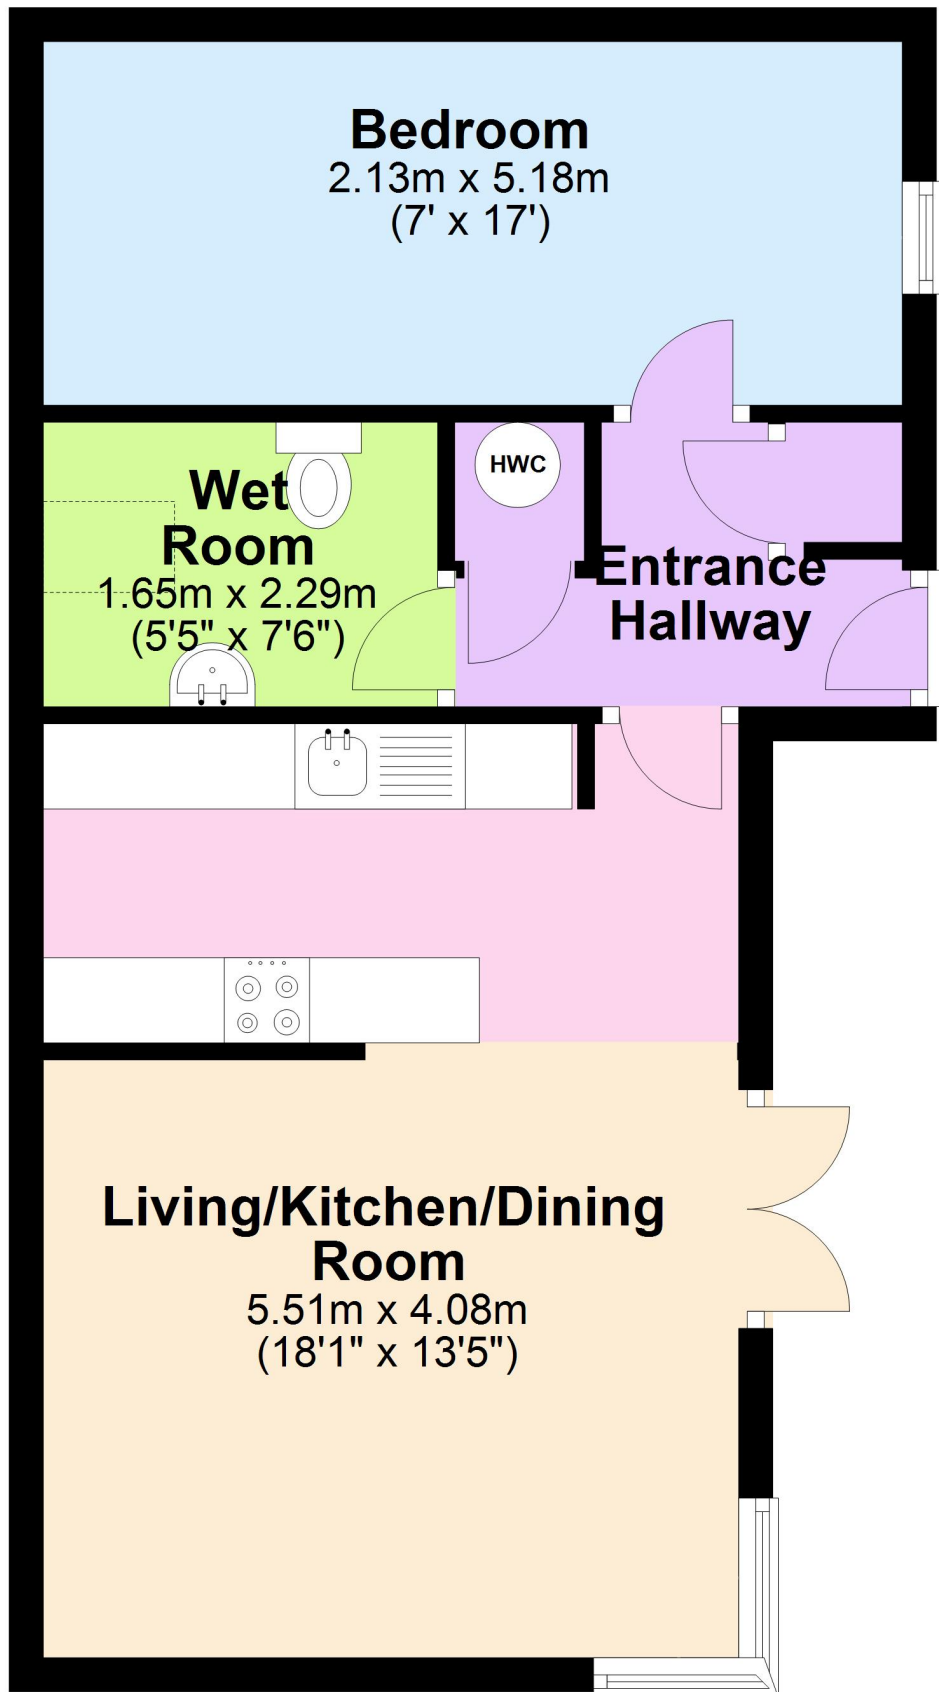 Bedroom
2.13m x 5.18m
(7' x 17')
Wet
Room
1.65m x 2.29m
(5'5" x 7'6")
HWC
Entrance
Hallway
Living/Kitchen/Dining
Room
5.51m x 4.08m
(18'1" x 13'5")